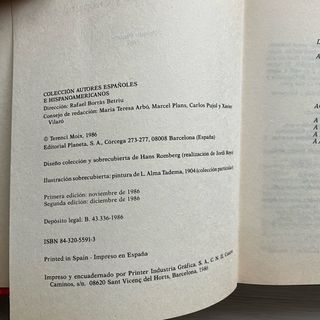 COLECCIÓN AUTORES ESPAÑOLES
E HISPANOAMERICANOS
Dirección: Rafael Borràs Betriu
Consejo de redacción: María Teresa Arbó, Marcel Plans, Carlos Pujol y Xavier
Vilaró
© Terenci Moix, 1986
Editorial Planeta, S. A., Córcega 273-277, 08008 Barcelona (España)
Diseño colección y sobrecubierta de Hans Romberg (realización de Jordi Royo)
Ilustración sobrecubierta: pintura de L. Alma Tadema, 1904 (colección particular)
Primera edición: noviembre de 1986
Segunda edición: diciembre de 1986
Depósito legal: B. 43.336-1986
ISBN 84-320-5591-3
Printed in Spain - Impreso en España
Impreso y encuadernado por Printer Industria Gráfica, S. A., C. N. II,
Caminos, s/n. 08620 Sant Vicenç del Horts, Barcelona, 1986